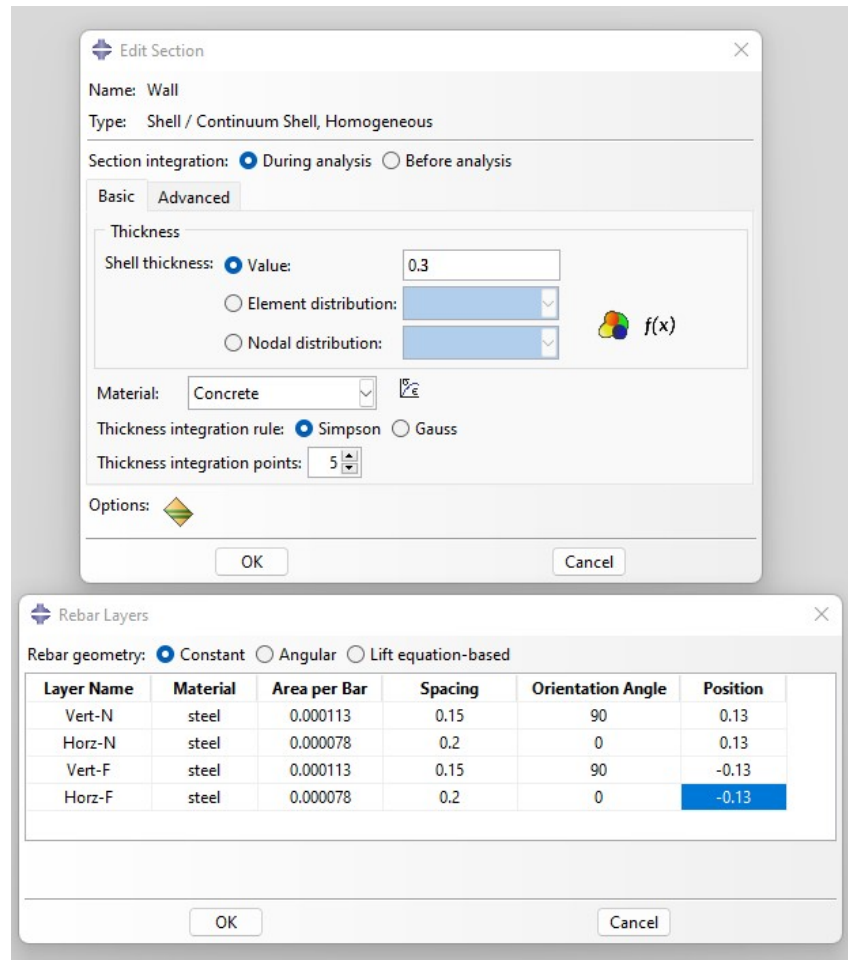 Edit Section
Name: Wall
Type: Shell / Continuum Shell, Homogeneous
Section integration: During analysis Before analysis
Basic Advanced
Thickness
Shell thickness: Value: 0.3
Element distribution:
f(x)
Nodal distribution:
Material: Concrete σ ε
Thickness integration rule: Simpson Gauss
Thickness integration points: 5
Options:
OK Cancel
Rebar Layers
Rebar geometry: Constant Angular Lift equation-based
Layer Name Material Area per Bar Spacing Orientation Angle Position
Vert-N steel 0.000113 0.15 90 0.13
Horz-N steel 0.000078 0.2 0 0.13
Vert-F steel 0.000113 0.15 90 -0.13
Horz-F steel 0.000078 0.2 0 -0.13
OK Cancel